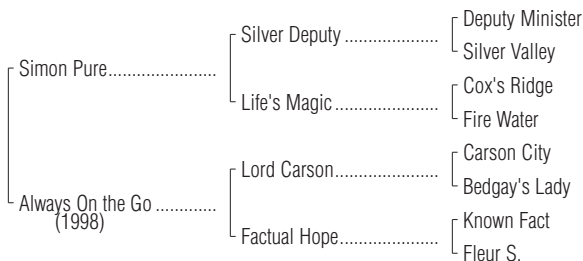 Deputy Minister
Silver Deputy ....................
Silver Valley
Simon Pure.......................
Cox's Ridge
Life's Magic ......................
Fire Water
Carson City
Lord Carson......................
Bedgay's Lady
Always On the Go .............
(1998)
Known Fact
Factual Hope.....................
Fleur S.